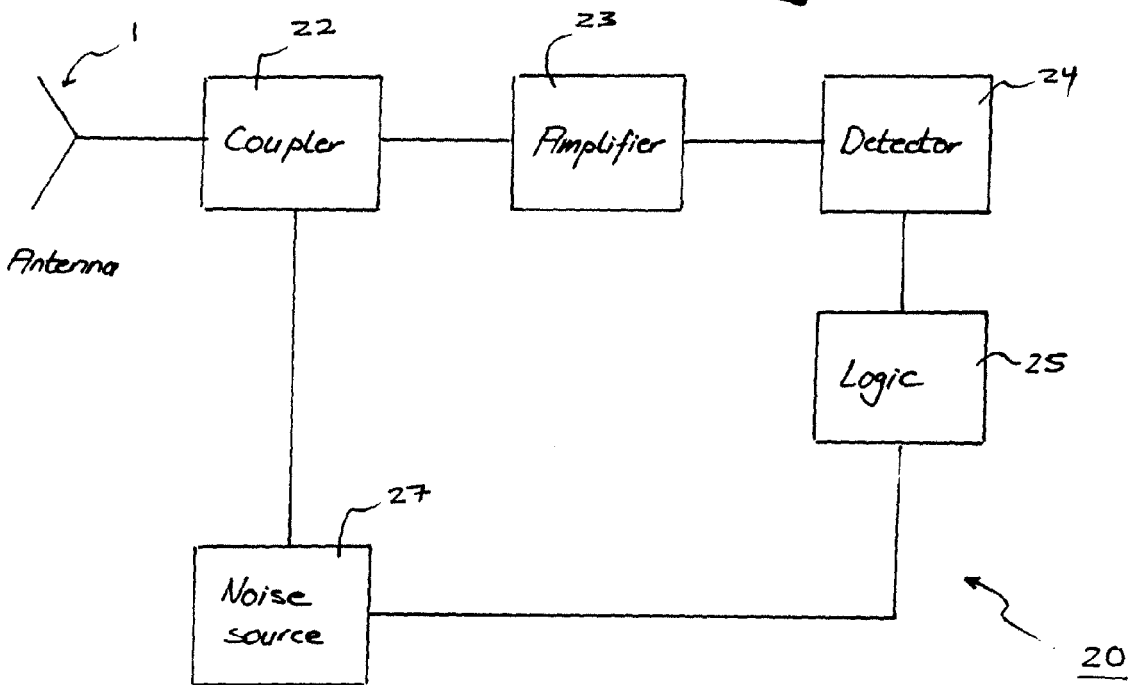 1
22
23
24
Coupler
Amplifier
Detector
Antenna
25
Logic
27
Noise
source
20